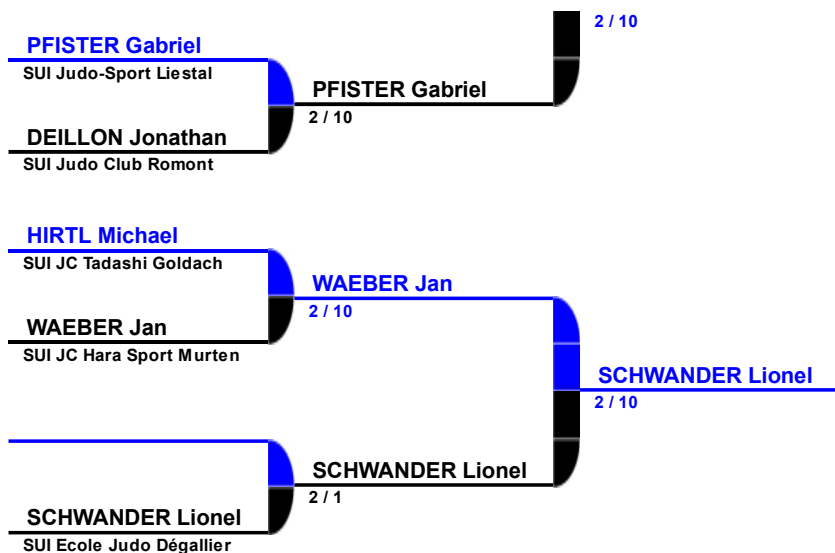 2 / 10
PFISTER Gabriel
SUI Judo-Sport Liestal
PFISTER Gabriel
2 / 10
DEILLON Jonathan
SUI Judo Club Romont
HIRTL Michael
SUI JC Tadashi Goldach
WAEBER Jan
2 / 10
WAEBER Jan
SUI JC Hara Sport Murten
SCHWANDER Lionel
2 / 10
SCHWANDER Lionel
2 / 1
SCHWANDER Lionel
SUI Ecole Judo Dégallier